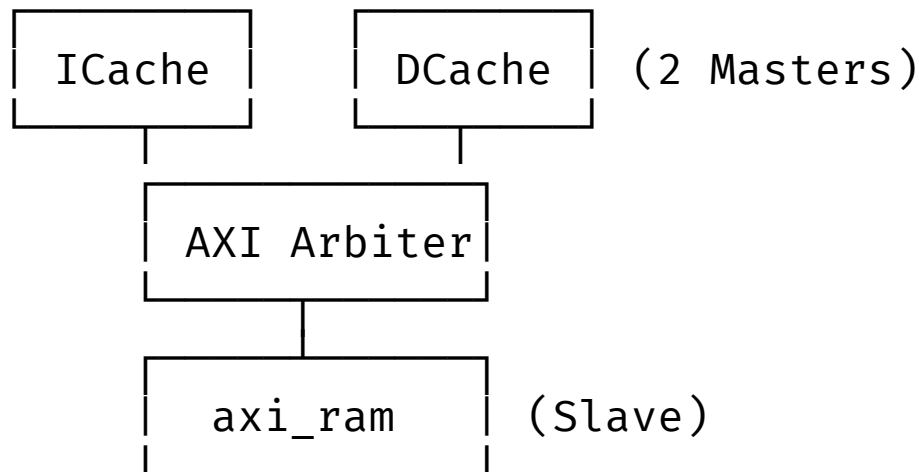 ICache DCache (2 Masters)
AXI Arbiter
axi_ram (Slave)